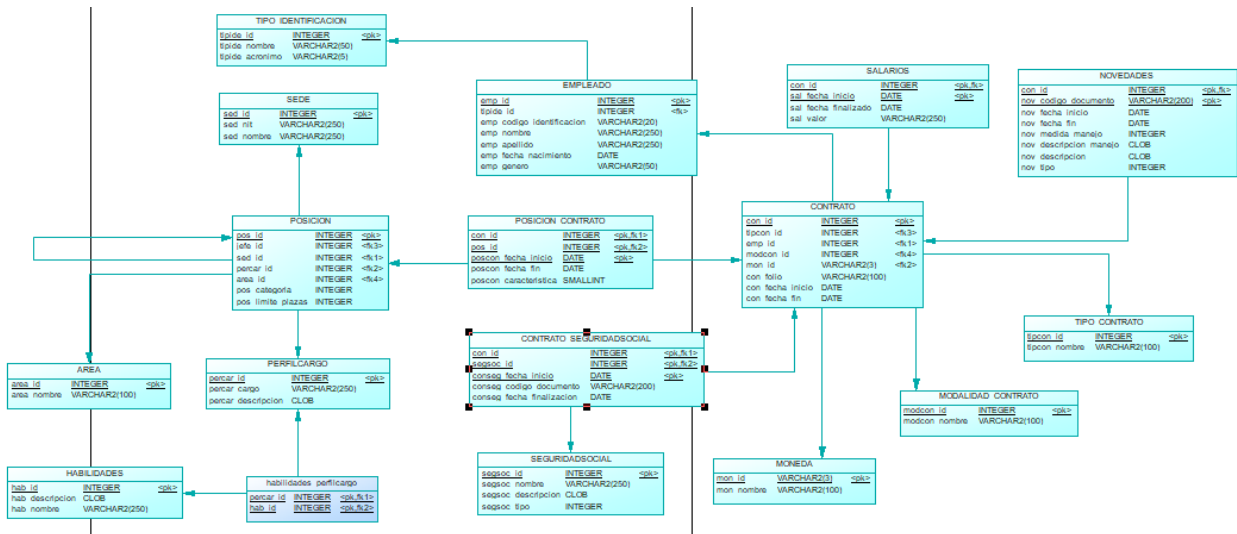 TIPO IDENTIFICACION
tipide id INTEGER <pk>
tipide nombre VARCHAR2(50)
tipide acronimo VARCHAR2(5)
SEDE
sed id INTEGER <pk>
sed nit VARCHAR2(250)
sed nombre VARCHAR2(250)
EMPLEADO
emp id INTEGER <pk>
tipide id INTEGER <fk>
emp codigo identificacion VARCHAR2(20)
emp nombre VARCHAR2(250)
emp apellido VARCHAR2(250)
emp fecha nacimiento DATE
emp genero VARCHAR2(50)
SALARIOS
con id INTEGER <pk,fk>
sal fecha inicio DATE <pk>
sal fecha finalizado DATE
sal valor VARCHAR2(250)
NOVEDADES
con id INTEGER <pk,fk>
nov codigo documento VARCHAR2(200) <pk>
nov fecha inicio DATE
nov fecha fin DATE
nov medida manejo INTEGER
nov descripcion manejo CLOB
nov descripcion CLOB
nov tipo INTEGER
POSICION
pos id INTEGER <pk>
jefe id INTEGER <fk3>
sed id INTEGER <fk1>
percar id INTEGER <fk2>
area id INTEGER <fk4>
pos categoria INTEGER
pos limite plazas INTEGER
POSICION CONTRATO
con id INTEGER <pk,fk1>
pos id INTEGER <pk,fk2>
poscon fecha inicio DATE <pk>
poscon fecha fin DATE
poscon caracteristica SMALLINT
CONTRATO
con id INTEGER <pk>
tipcon id INTEGER <fk3>
emp id INTEGER <fk1>
modcon id INTEGER <fk4>
mon id VARCHAR2(3) <fk2>
con folio VARCHAR2(100)
con fecha inicio DATE
con fecha fin DATE
TIPO CONTRATO
tipcon id INTEGER <pk>
tipcon nombre VARCHAR2(100)
AREA
area id INTEGER <pk>
area nombre VARCHAR2(100)
PERFILCARGO
percar id INTEGER <pk>
percar cargo VARCHAR2(250)
percar descripcion CLOB
CONTRATO SEGURIDADSOCIAL
con id INTEGER <pk,fk1>
segsoc id INTEGER <pk,fk2>
conseg fecha inicio DATE <pk>
conseg codigo documento VARCHAR2(200)
conseg fecha finalizacion DATE
MODALIDAD CONTRATO
modcon id INTEGER <pk>
modcon nombre VARCHAR2(100)
HABILIDADES
hab id INTEGER <pk>
hab descripcion CLOB
hab nombre VARCHAR2(250)
habilidades perfilcargo
percar id INTEGER <pk,fk1>
hab id INTEGER <pk,fk2>
SEGURIDADSOCIAL
segsoc id INTEGER <pk>
segsoc nombre VARCHAR2(250)
segsoc descripcion CLOB
segsoc tipo INTEGER
MONEDA
mon id VARCHAR2(3) <pk>
mon nombre VARCHAR2(100)